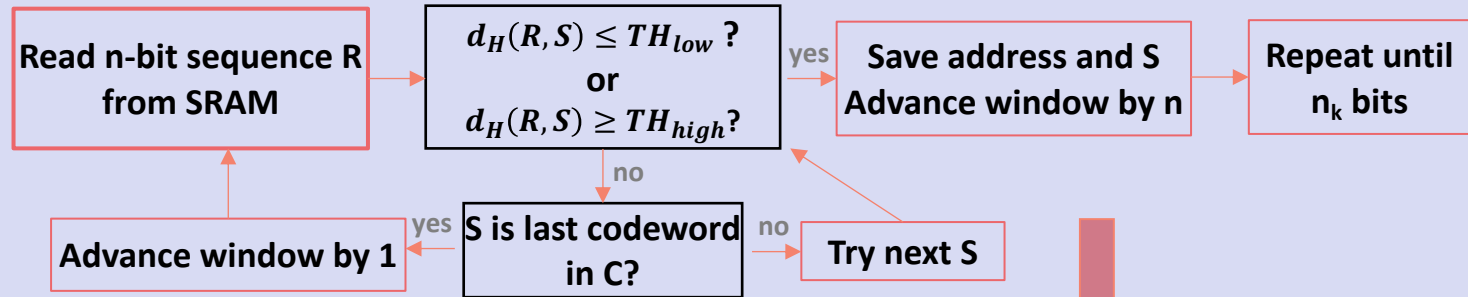 Read n-bit sequence R
from SRAM
d_H(R, S) ≤ TH_low ?
or
d_H(R, S) ≥ TH_high?
yes
Save address and S
Advance window by n
Repeat until
n_k bits
no
Advance window by 1
yes
S is last codeword
in C?
no
Try next S